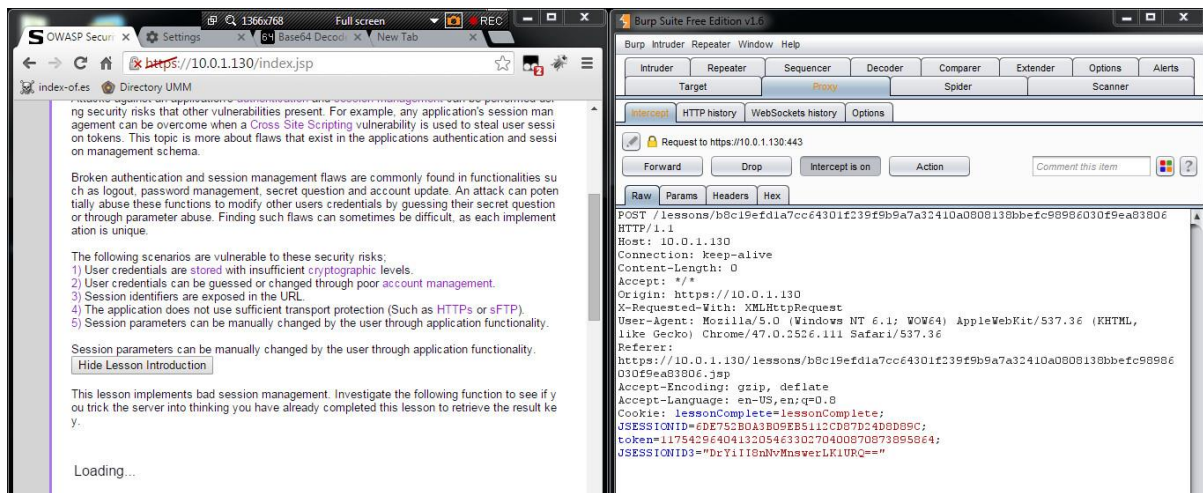 1366x768 Full screen REC
OWASP Securi Settings Base64 Decode New Tab
https://10.0.1.130/index.jsp
index-of.es Directory UMM
ng security risks that other vulnerabilities present. For example, any application's session man
agement can be overcome when a Cross Site Scripting vulnerability is used to steal user sessi
on tokens. This topic is more about flaws that exist in the applications authentication and sessi
on management schema.
Broken authentication and session management flaws are commonly found in functionalities su
ch as logout, password management, secret question and account update. An attack can poten
tially abuse these functions to modify other users credentials by guessing their secret question
or through parameter abuse. Finding such flaws can sometimes be difficult, as each implement
ation is unique.
The following scenarios are vulnerable to these security risks;
1) User credentials are stored with insufficient cryptographic levels.
2) User credentials can be guessed or changed through poor account management.
3) Session identifiers are exposed in the URL.
4) The application does not use sufficient transport protection (Such as HTTPs or sFTP).
5) Session parameters can be manually changed by the user through application functionality.
Session parameters can be manually changed by the user through application functionality.
Hide Lesson Introduction
This lesson implements bad session management. Investigate the following function to see if y
ou trick the server into thinking you have already completed this lesson to retrieve the result ke
y.
Loading...
Burp Suite Free Edition v1.6
Burp Intruder Repeater Window Help
Intruder Repeater Sequencer Decoder Comparer Extender Options Alerts
Target Proxy Spider Scanner
Intercept HTTP history WebSockets history Options
Request to https://10.0.1.130:443
Forward Drop Intercept is on Action Comment this item ?
Raw Params Headers Hex
POST /lessons/b8c19efd1a7cc64301f239f9b9a7a32410a0808138bbefc98986030f9ea83806
HTTP/1.1
Host: 10.0.1.130
Connection: keep-alive
Content-Length: 0
Accept: */*
Origin: https://10.0.1.130
X-Requested-With: XMLHttpRequest
User-Agent: Mozilla/5.0 (Windows NT 6.1; WOW64) AppleWebKit/537.36 (KHTML,
like Gecko) Chrome/47.0.2526.111 Safari/537.36
Referer:
https://10.0.1.130/lessons/b8c19efd1a7cc64301f239f9b9a7a32410a0808138bbefc98986
030f9ea83806.jsp
Accept-Encoding: gzip, deflate
Accept-Language: en-US,en;q=0.8
Cookie: lessonComplete=lessonComplete;
JSESSIONID=6DE752B0A3B09EB5112CD87D24D8D89C;
token=117542964041320546330270400870873895864;
JSESSIONID3="DrYiII8nNvMnswerLK1URQ=="